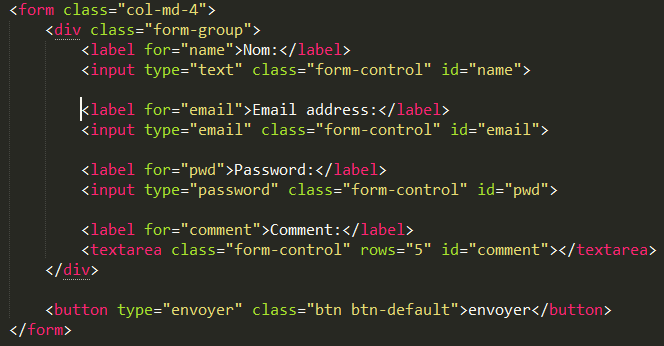 <form class="col-md-4">
<div class="form-group">
<label for="name">Nom:</label>
<input type="text" class="form-control" id="name">
<label for="email">Email address:</label>
<input type="email" class="form-control" id="email">
<label for="pwd">Password:</label>
<input type="password" class="form-control" id="pwd">
<label for="comment">Comment:</label>
<textarea class="form-control" rows="5" id="comment"></textarea>
</div>
<button type="envoyer" class="btn btn-default">envoyer</button>
</form>